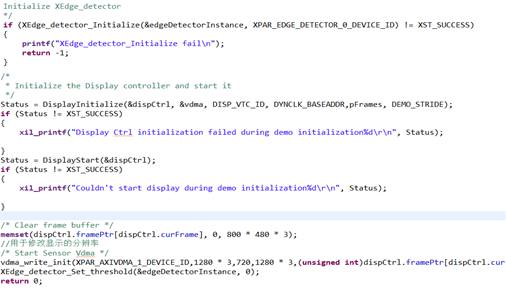 Initialize XEdge_detector
*/
if (XEdge_detector_Initialize(&edgeDetectorInstance, XPAR_EDGE_DETECTOR_0_DEVICE_ID) != XST_SUCCESS)
{
    printf("XEdge_detector_Initialize fail\n");
    return -1;
}
/*
 * Initialize the Display controller and start it
 */
Status = DisplayInitialize(&dispCtrl, &vdma, DISP_VTC_ID, DYNCLK_BASEADDR,pFrames, DEMO_STRIDE);
if (Status != XST_SUCCESS)
{
    xil_printf("Display Ctrl initialization failed during demo initialization%d\r\n", Status);

}
Status = DisplayStart(&dispCtrl);
if (Status != XST_SUCCESS)
{
    xil_printf("Couldn't start display during demo initialization%d\r\n", Status);

}

/* Clear frame buffer */
memset(dispCtrl.framePtr[dispCtrl.curFrame], 0, 800 * 480 * 3);
//用于修改显示的分辨率
/* Start Sensor Vdma */
vdma_write_init(XPAR_AXIVDMA_1_DEVICE_ID,1280 * 3,720,1280 * 3,(unsigned int)dispCtrl.framePtr[dispCtrl.cur
XEdge_detector_Set_threshold(&edgeDetectorInstance, 0);
return 0;